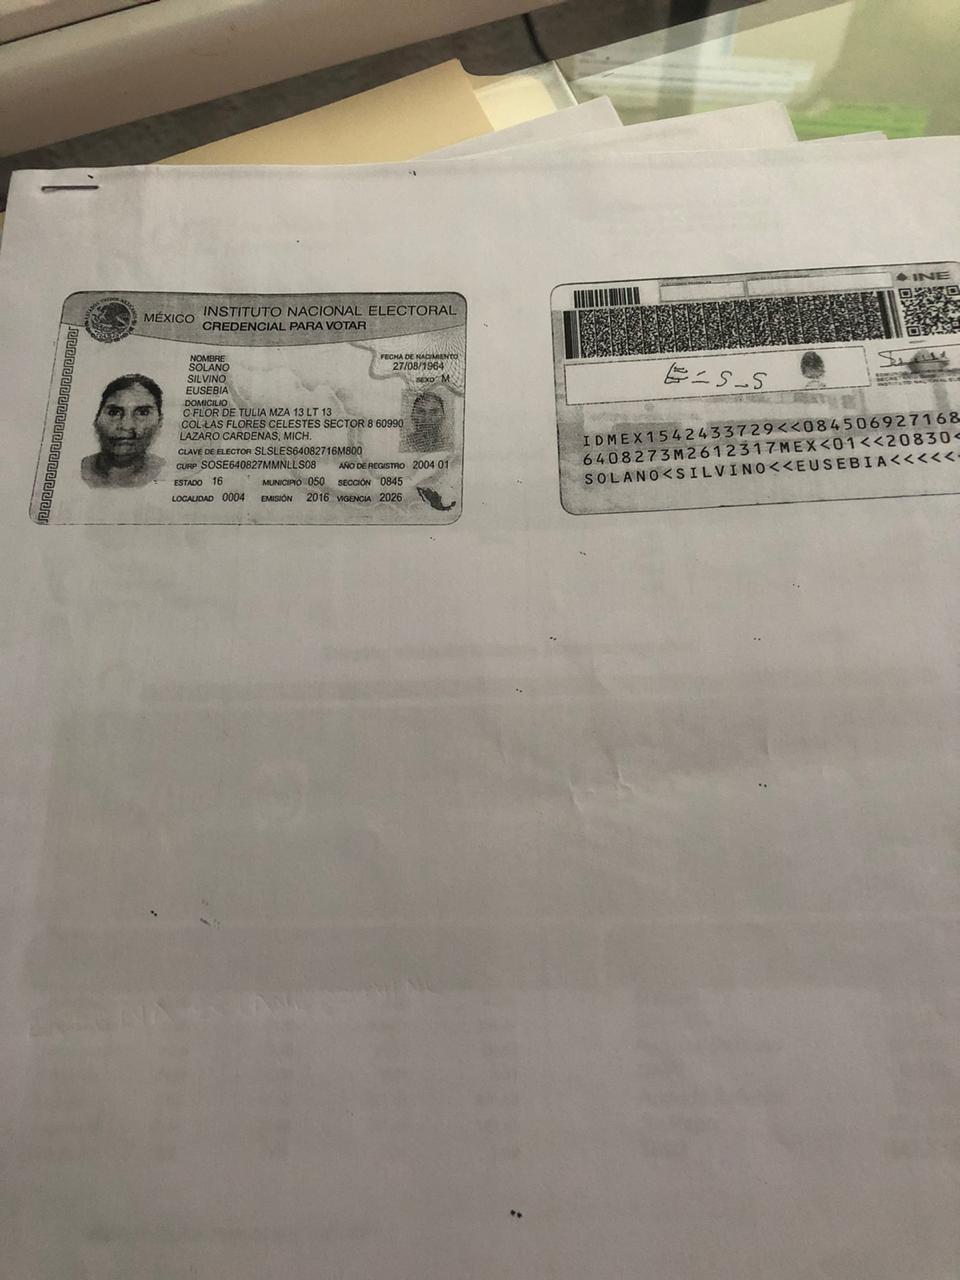 MÉXICO INSTITUTO NACIONAL ELECTORAL
CREDENCIAL PARA VOTAR
NOMBRE
SOLANO
SILVINO
EUSEBIA
FECHA DE NACIMIENTO
27/08/1964
SEXO M
DOMICILIO
C FLOR DE TULIA MZA 13 LT 13
COL LAS FLORES CELESTES SECTOR 8 60990
LAZARO CARDENAS, MICH.
CLAVE DE ELECTOR SLSLES64082716M800
CURP SOSE640827MMNLLS08 AÑO DE REGISTRO 2004 01
ESTADO 16 MUNICIPIO 050 SECCIÓN 0845
LOCALIDAD 0004 EMISIÓN 2016 VIGENCIA 2026
INE
E=S-S
IDMEX1542433729<<084506927168
6408273M2612317MEX<01<<20830<
SOLANO<SILVINO<<EUSEBIA<<<<<<